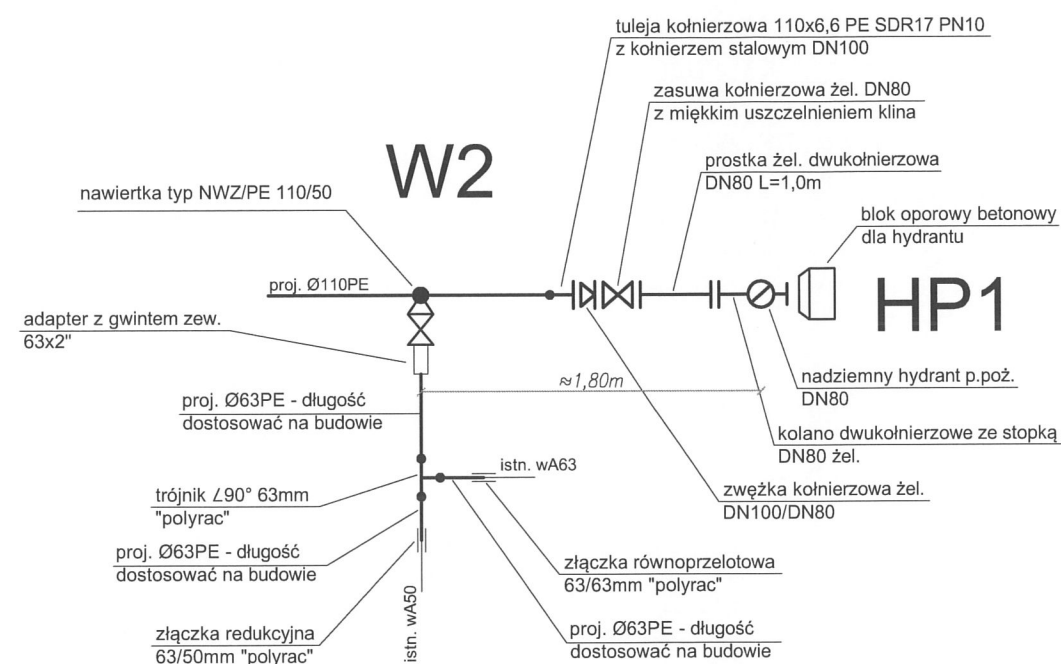 tuleja kołnierzowa 110x6,6 PE SDR17 PN10
z kołnierzem stalowym DN100
zasuwa kołnierzowa żel. DN80
z miękkim uszczelnieniem klina
W2
prostka żel. dwukołnierzowa
DN80 L=1,0m
nawiertka typ NWZ/PE 110/50
blok oporowy betonowy
dla hydrantu
proj. Ø110PE
HP1
adapter z gwintem zew.
63x2"
≈1,80m
nadziemny hydrant p.poż.
DN80
proj. Ø63PE - długość
dostosować na budowie
kolano dwukołnierzowe ze stopką
DN80 żel.
istn. wA63
trójnik ∠90° 63mm
"polyrac"
zwężka kołnierzowa żel.
DN100/DN80
proj. Ø63PE - długość
dostosować na budowie
złączka równoprzelotowa
63/63mm "polyrac"
istn. wA50
złączka redukcyjna
63/50mm "polyrac"
proj. Ø63PE - długość
dostosować na budowie